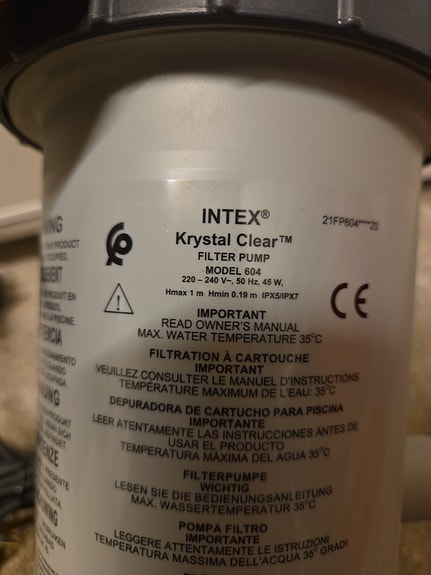 INTEX®
21FP604****20
Krystal Clear™
FILTER PUMP
MODEL 604
220 – 240 V~, 50 Hz, 45 W,
Hmax 1 m Hmin 0.19 m IPX5/IPX7
IMPORTANT
READ OWNER'S MANUAL
MAX. WATER TEMPERATURE 35°C
FILTRATION À CARTOUCHE
IMPORTANT
VEUILLEZ CONSULTER LE MANUEL D'INSTRUCTIONS
TEMPÉRATURE MAXIMUM DE L'EAU: 35°C
DEPURADORA DE CARTUCHO PARA PISCINA
IMPORTANTE
LEER ATENTAMENTE LAS INSTRUCCIONES ANTES DE
USAR EL PRODUCTO
TEMPERATURA MÁXIMA DEL AGUA 35°C
FILTERPUMPE
WICHTIG
LESEN SIE DIE BEDIENUNGSANLEITUNG
MAX. WASSERTEMPERATUR 35°C
POMPA FILTRO
IMPORTANTE
LEGGERE ATTENTAMENTE LE ISTRUZIONI
TEMPERATURA MASSIMA DELL'ACQUA 35° GRADI
CE